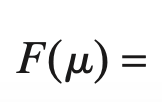 F(μ) =